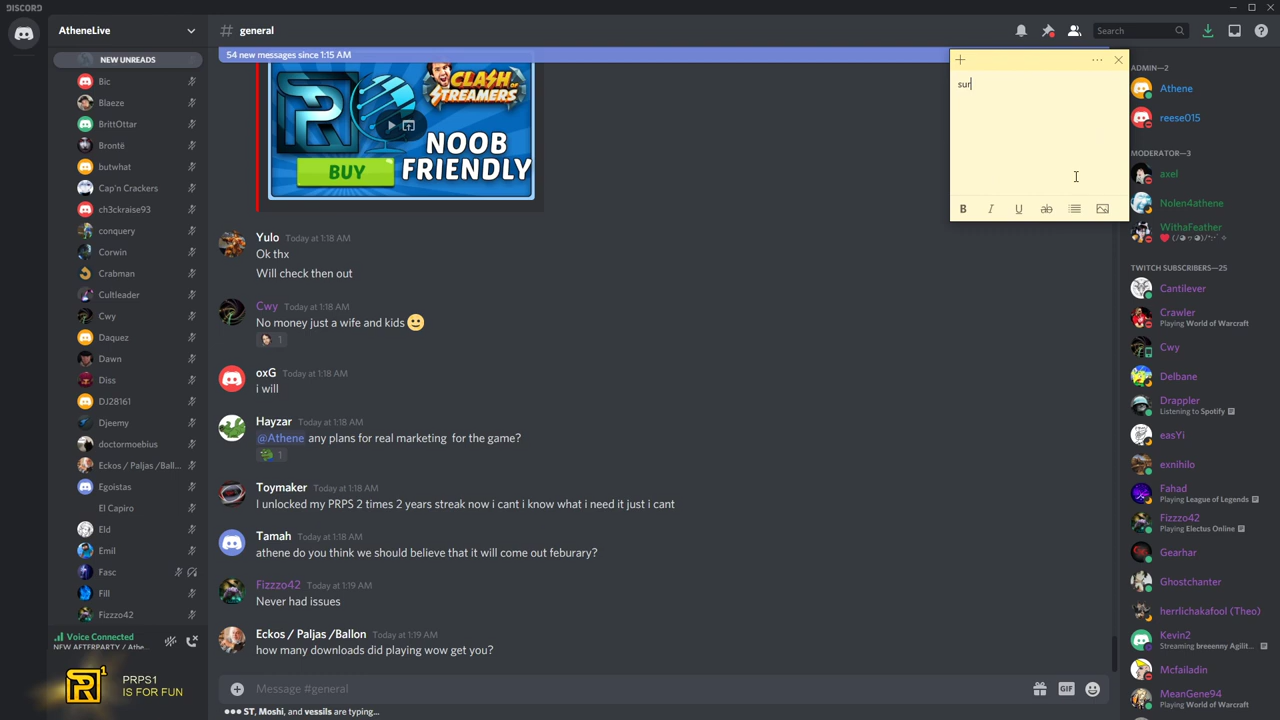 DISCORD
AtheneLive
general
Search
54 new messages since 1:15 AM
NEW UNREADS
Bic
Blaeze
BrittOttar
Brontë
butwhat
Cap'n Crackers
ch3ckraise93
conquery
Corwin
Crabman
Cultleader
Cwy
Daquez
Dawn
Diss
DJ28161
Djeemy
doctormoebius
Eckos / Paljas /Ball...
Egoistas
El Capiro
Eld
Emil
Fasc
Fill
Fizzzo42
Voice Connected
NEW AFTERPARTY / Athe...
PRPS1
IS FOR FUN
CLASH OF
STREAMERS
NOOB
FRIENDLY
BUY
Yulo Today at 1:18 AM
Ok thx
Will check then out
Cwy Today at 1:18 AM
No money just a wife and kids
1
oxG Today at 1:18 AM
i will
Hayzar Today at 1:18 AM
@Athene any plans for real marketing for the game?
1
Toymaker Today at 1:18 AM
I unlocked my PRPS 2 times 2 years streak now i cant i know what i need it just i cant
Tamah Today at 1:18 AM
athene do you think we should believe that it will come out feburary?
Fizzzo42 Today at 1:19 AM
Never had issues
Eckos / Paljas /Ballon Today at 1:19 AM
how many downloads did playing wow get you?
Message #general
GIF
ST, Moshi, and vessils are typing...
sur
B I U ab
ADMIN—2
Athene
reese015
MODERATOR—3
axel
Nolen4athene
WithaFeather
TWITCH SUBSCRIBERS—25
Cantilever
Crawler
Playing World of Warcraft
Cwy
Delbane
Drappler
Listening to Spotify
easYi
exnihilo
Fahad
Playing League of Legends
Fizzzo42
Playing Electus Online
Gearhar
Ghostchanter
herrlichakafool (Theo)
Kevin2
Streaming breeenny Agilit...
Mcfailadin
MeanGene94
Playing World of Warcraft